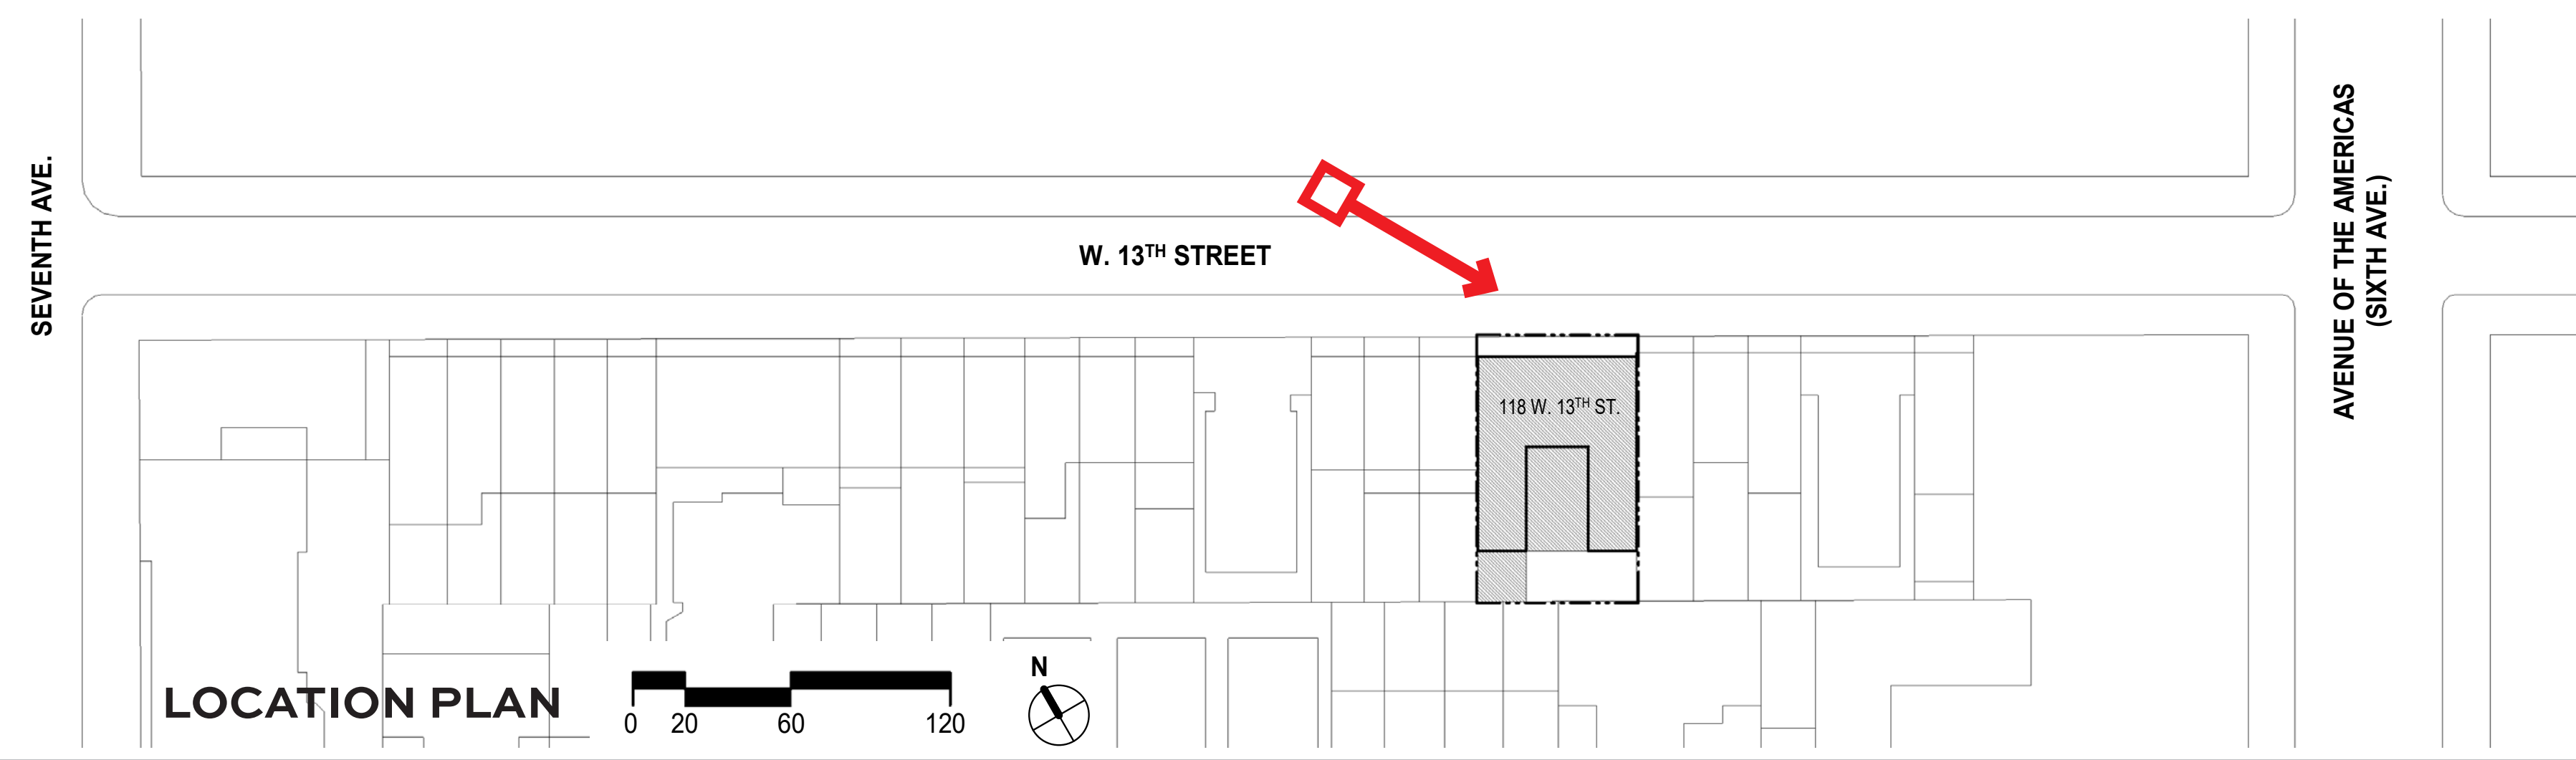 SEVENTH AVE.
W. 13TH STREET
AVENUE OF THE AMERICAS
(SIXTH AVE.)
118 W. 13TH ST.
LOCATION PLAN
0 20 60 120
N